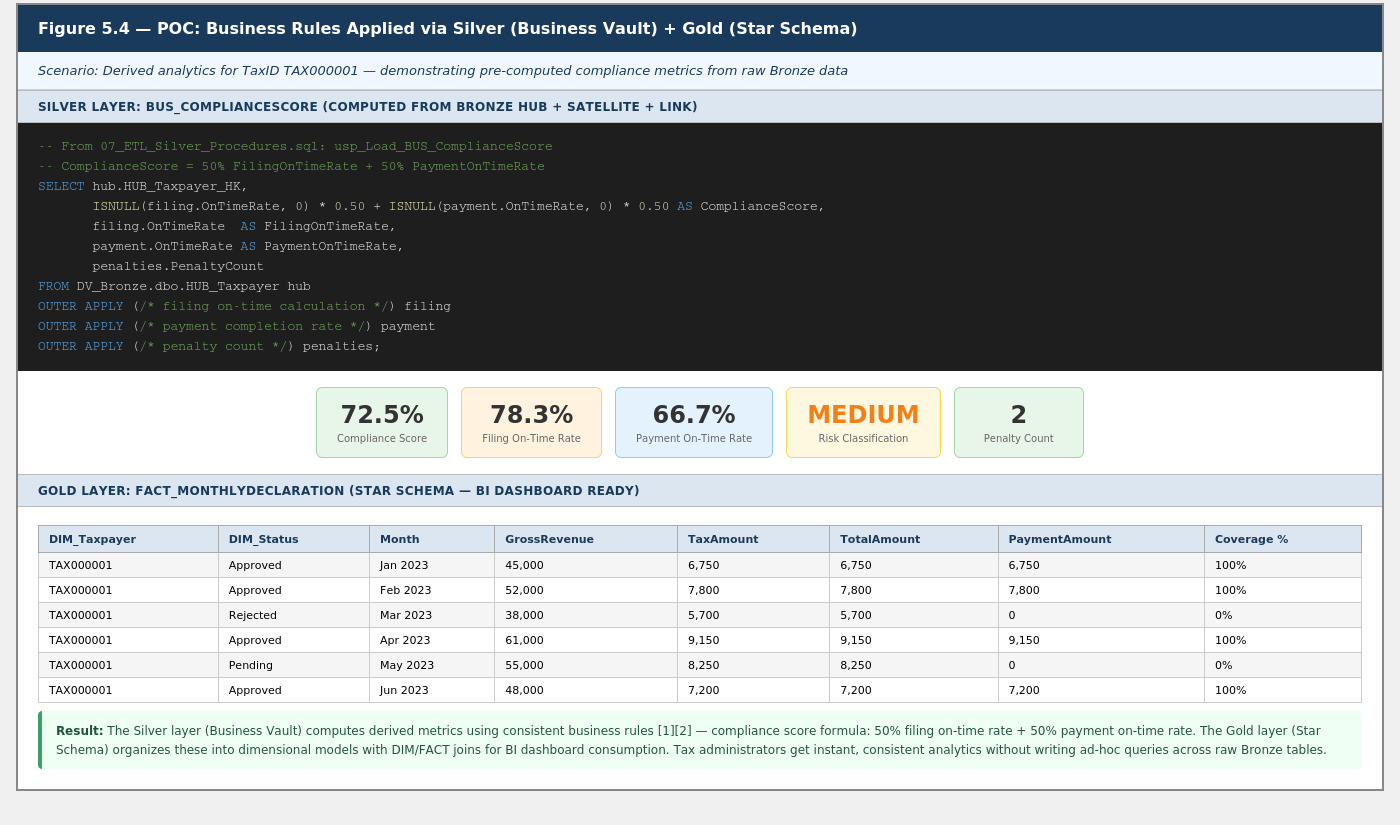 Figure 5.4 — POC: Business Rules Applied via Silver (Business Vault) + Gold (Star Schema)
Scenario: Derived analytics for TaxID TAX000001 — demonstrating pre-computed compliance metrics from raw Bronze data
SILVER LAYER: BUS_COMPLIANCESCORE (COMPUTED FROM BRONZE HUB + SATELLITE + LINK)
-- From 07_ETL_Silver_Procedures.sql: usp_Load_BUS_ComplianceScore
-- ComplianceScore = 50% FilingOnTimeRate + 50% PaymentOnTimeRate
SELECT hub.HUB_Taxpayer_HK,
       ISNULL(filing.OnTimeRate, 0) * 0.50 + ISNULL(payment.OnTimeRate, 0) * 0.50 AS ComplianceScore,
       filing.OnTimeRate  AS FilingOnTimeRate,
       payment.OnTimeRate AS PaymentOnTimeRate,
       penalties.PenaltyCount
FROM DV_Bronze.dbo.HUB_Taxpayer hub
OUTER APPLY (/* filing on-time calculation */) filing
OUTER APPLY (/* payment completion rate */) payment
OUTER APPLY (/* penalty count */) penalties;
72.5% 78.3% 66.7% MEDIUM 2
Compliance Score Filing On-Time Rate Payment On-Time Rate Risk Classification Penalty Count
GOLD LAYER: FACT_MONTHLYDECLARATION (STAR SCHEMA — BI DASHBOARD READY)
DIM_Taxpayer DIM_Status Month GrossRevenue TaxAmount TotalAmount PaymentAmount Coverage %
TAX000001 Approved Jan 2023 45,000 6,750 6,750 6,750 100%
TAX000001 Approved Feb 2023 52,000 7,800 7,800 7,800 100%
TAX000001 Rejected Mar 2023 38,000 5,700 5,700 0 0%
TAX000001 Approved Apr 2023 61,000 9,150 9,150 9,150 100%
TAX000001 Pending May 2023 55,000 8,250 8,250 0 0%
TAX000001 Approved Jun 2023 48,000 7,200 7,200 7,200 100%
Result: The Silver layer (Business Vault) computes derived metrics using consistent business rules [1][2] — compliance score formula: 50% filing on-time rate + 50% payment on-time rate. The Gold layer (Star
Schema) organizes these into dimensional models with DIM/FACT joins for BI dashboard consumption. Tax administrators get instant, consistent analytics without writing ad-hoc queries across raw Bronze tables.